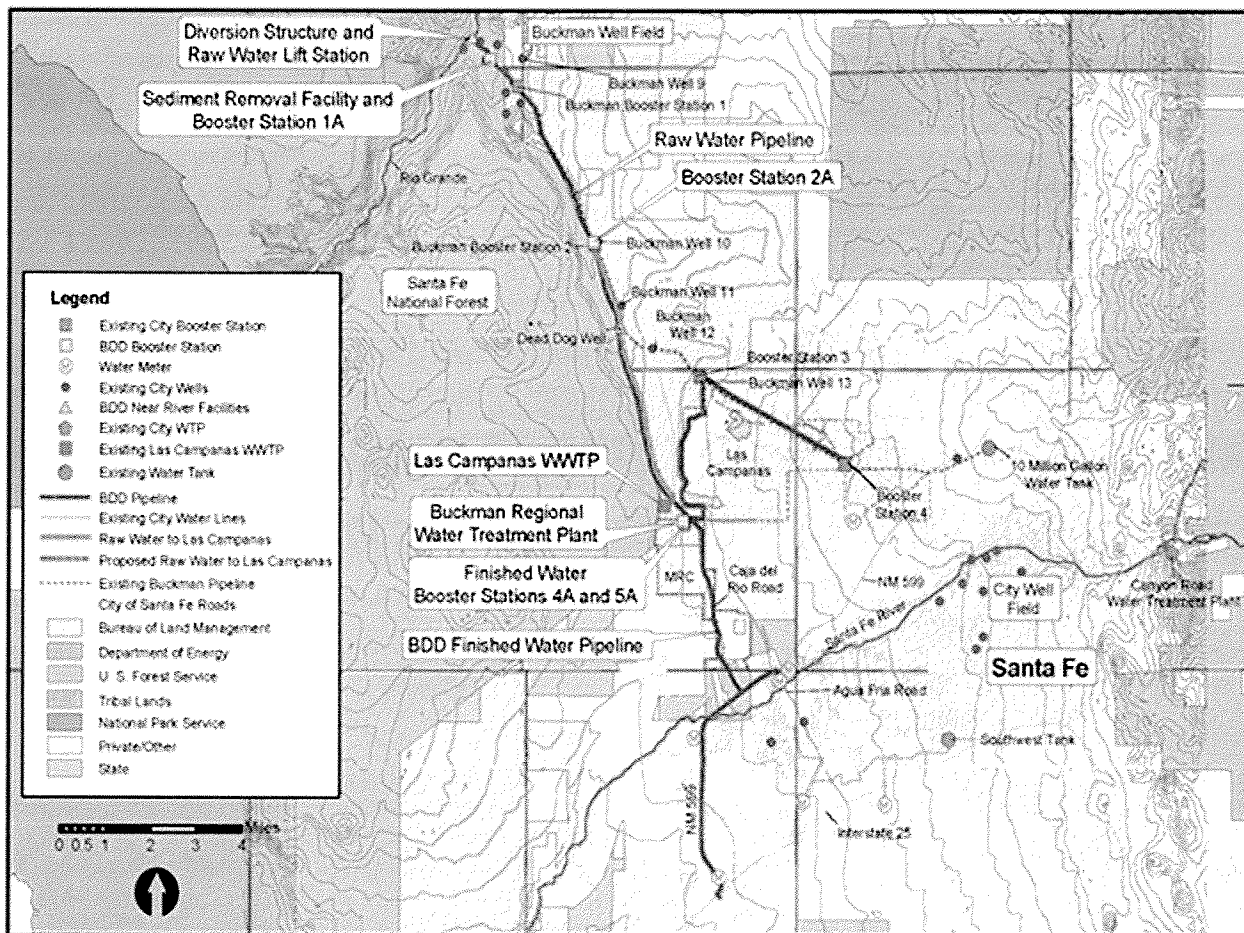 Diversion Structure and
Raw Water Lift Station
Buckman Well Field
Sediment Removal Facility and
Booster Station 1A
Buckman Well 9
Buckman Booster Station 1
Raw Water Pipeline
Rio Grande
Booster Station 2A
Buckman Booster Station 2
Buckman Well 10
Santa Fe
National Forest
Buckman Well 11
Buckman
Well 12
Dead Dog Well
Booster Station 3
Buckman Well 13
Las
Campanas
Las Campanas WWTP
10 Million Gallon
Water Tank
Booster
Station 4
Buckman Regional
Water Treatment Plant
Finished Water
Booster Stations 4A and 5A
MRC
Caja del
Rio Road
NM 599
City Well
Field
Canyon Road
Water Treatment Plant
Santa Fe River
BDD Finished Water Pipeline
Santa Fe
Agua Fria Road
Southwest Tank
NM 599
Interstate 25
Legend
Existing City Booster Station
BDD Booster Station
Water Meter
Existing City Wells
BDD Near River Facilities
Existing City WTP
Existing Las Campanas WWTP
Existing Water Tank
BDD Pipeline
Existing City Water Lines
Raw Water to Las Campanas
Proposed Raw Water to Las Campanas
Existing Buckman Pipeline
City of Santa Fe Roads
Bureau of Land Management
Department of Energy
U. S. Forest Service
Tribal Lands
National Park Service
Private/Other
State
Miles
0 0.5 1 2 3 4